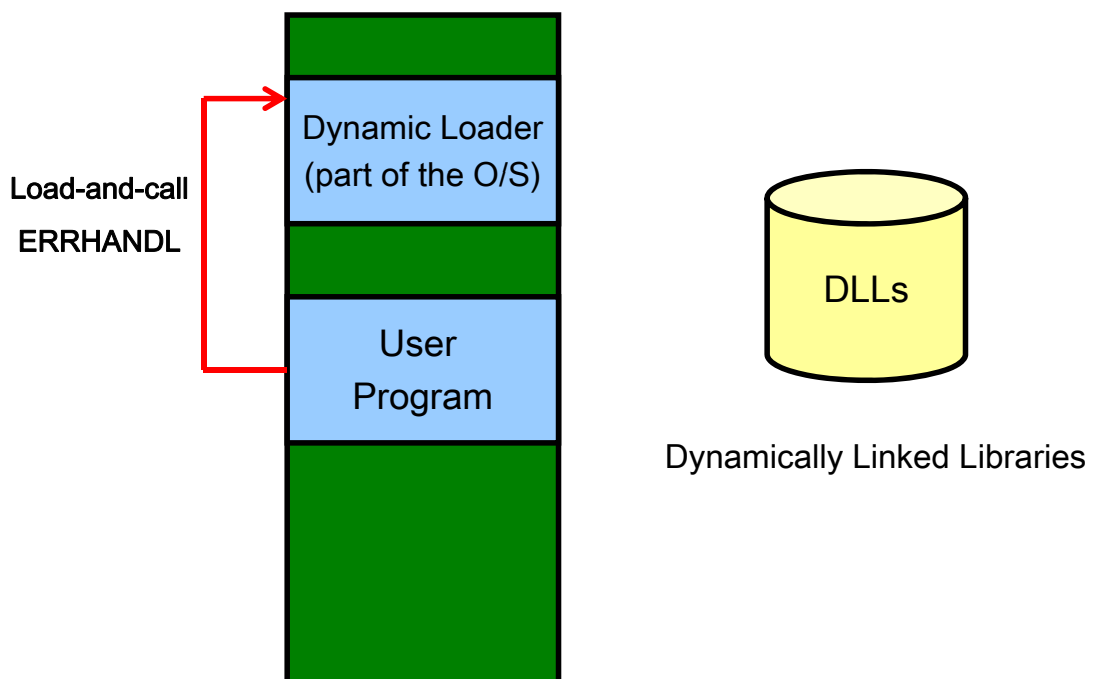 Dynamic Loader
(part of the O/S)
Load-and-call
ERRHANDL
User
Program
DLLs
Dynamically Linked Libraries